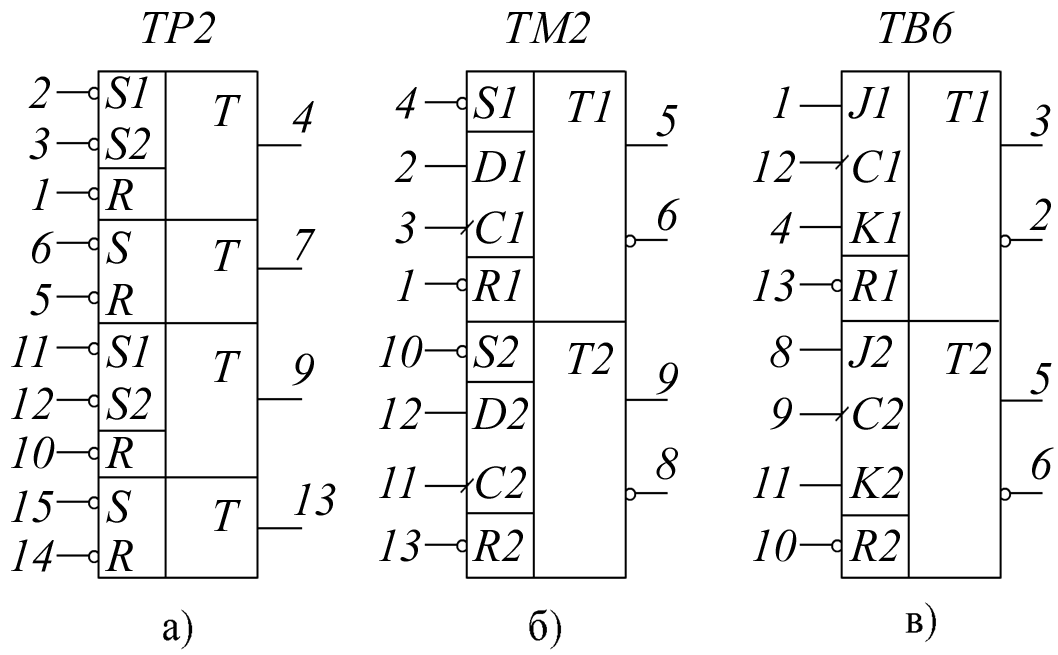 ТР2
2 S1 T 4
3 S2
1 R
6 S T 7
5 R
11 S1 T 9
12 S2
10 R
15 S T 13
14 R
а)
ТМ2
4 S1 T1 5
2 D1
3 C1 6
1 R1
10 S2 T2 9
12 D2
11 C2 8
13 R2
б)
ТВ6
1 J1 T1 3
12 C1
4 K1 2
13 R1
8 J2 T2 5
9 C2
11 K2 6
10 R2
в)